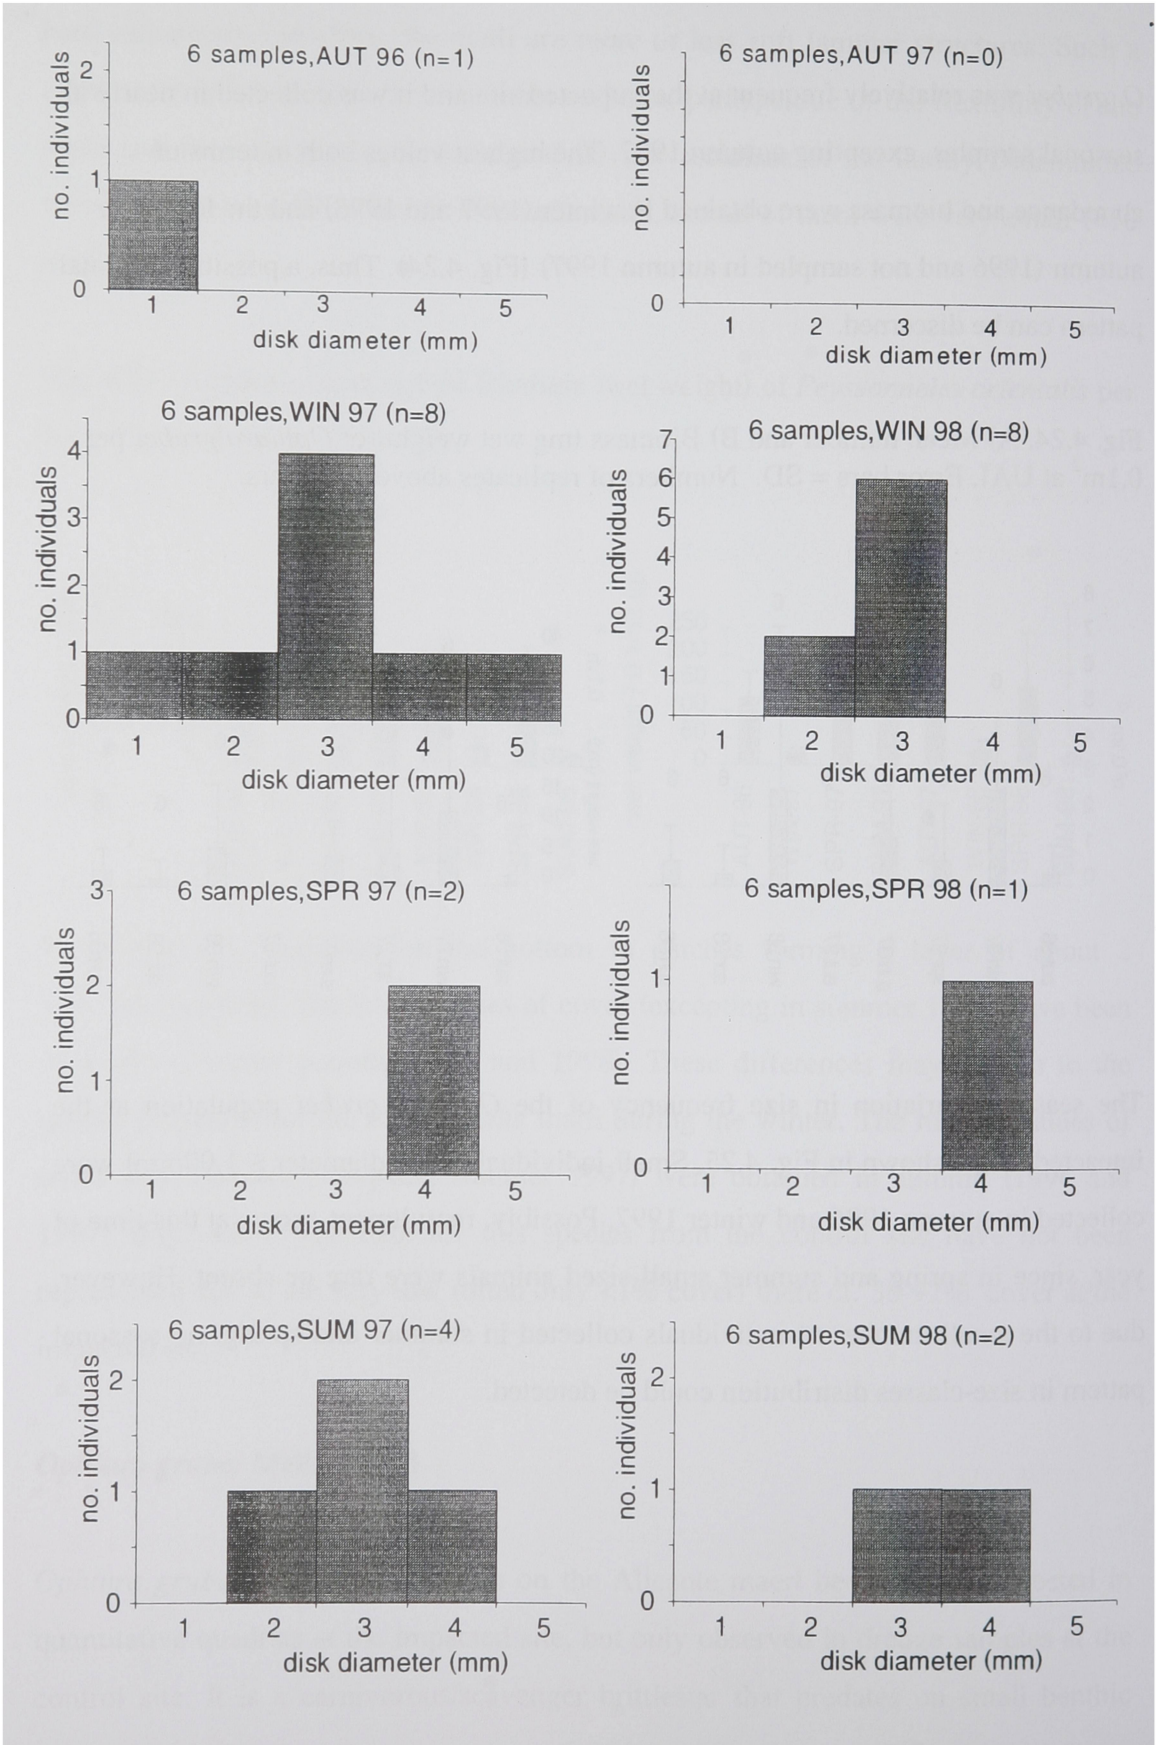 6 samples,AUT 96 (n=1)
no. individuals
2
1
0
1 2 3 4 5
disk diameter (mm)
6 samples,AUT 97 (n=0)
no. individuals
0
1 2 3 4 5
disk diameter (mm)
6 samples,WIN 97 (n=8)
no. individuals
4
3
2
1
0
1 2 3 4 5
disk diameter (mm)
6 samples,WIN 98 (n=8)
no. individuals
7
6
5
4
3
2
1
0
1 2 3 4 5
disk diameter (mm)
6 samples,SPR 97 (n=2)
no. individuals
3
2
1
0
1 2 3 4 5
disk diameter (mm)
6 samples,SPR 98 (n=1)
no. individuals
1
0
1 2 3 4 5
disk diameter (mm)
6 samples,SUM 97 (n=4)
no. individuals
2
1
0
1 2 3 4 5
disk diameter (mm)
6 samples,SUM 98 (n=2)
no. individuals
2
1
0
1 2 3 4 5
disk diameter (mm)